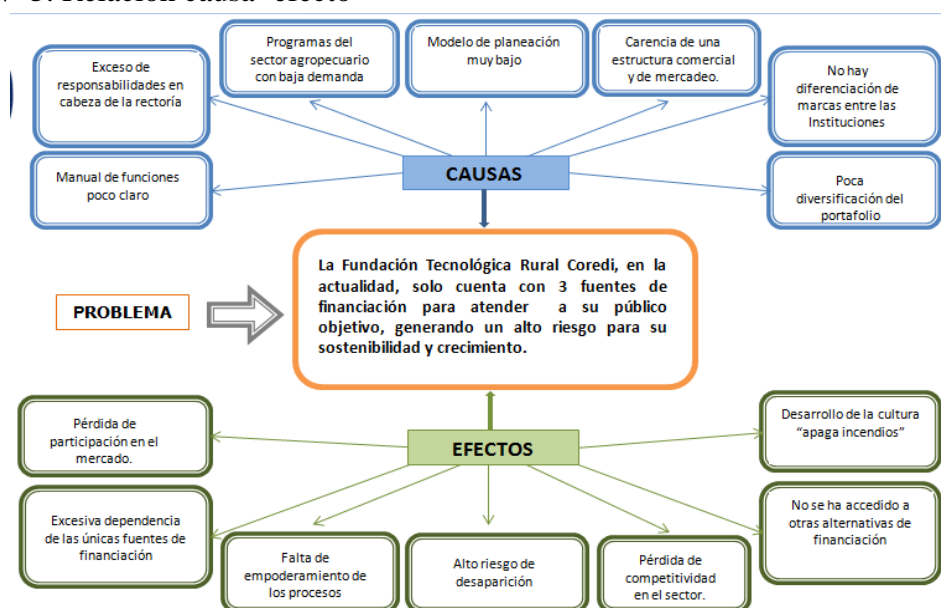 3. Relación causa- efecto
Exceso de
responsabilidades en
cabeza de la rectoría
Programas del
sector agropecuario
con baja demanda
Modelo de planeación
muy bajo
Carencia de una
estructura comercial
y de mercadeo.
No hay
diferenciación de
marcas entre las
Instituciones
Manual de funciones
poco claro
CAUSAS
Poca
diversificación del
portafolio
PROBLEMA
La Fundación Tecnológica Rural Coredi, en la
actualidad, solo cuenta con 3 fuentes de
financiación para atender a su público
objetivo, generando un alto riesgo para su
sostenibilidad y crecimiento.
Pérdida de
participación en el
mercado.
EFECTOS
Desarrollo de la cultura
“apaga incendios”
Excesiva dependencia
de las únicas fuentes de
financiación
Falta de
empoderamiento de
los procesos
Alto riesgo de
desaparición
Pérdida de
competitividad
en el sector.
No se ha accedido a
otras alternativas de
financiación